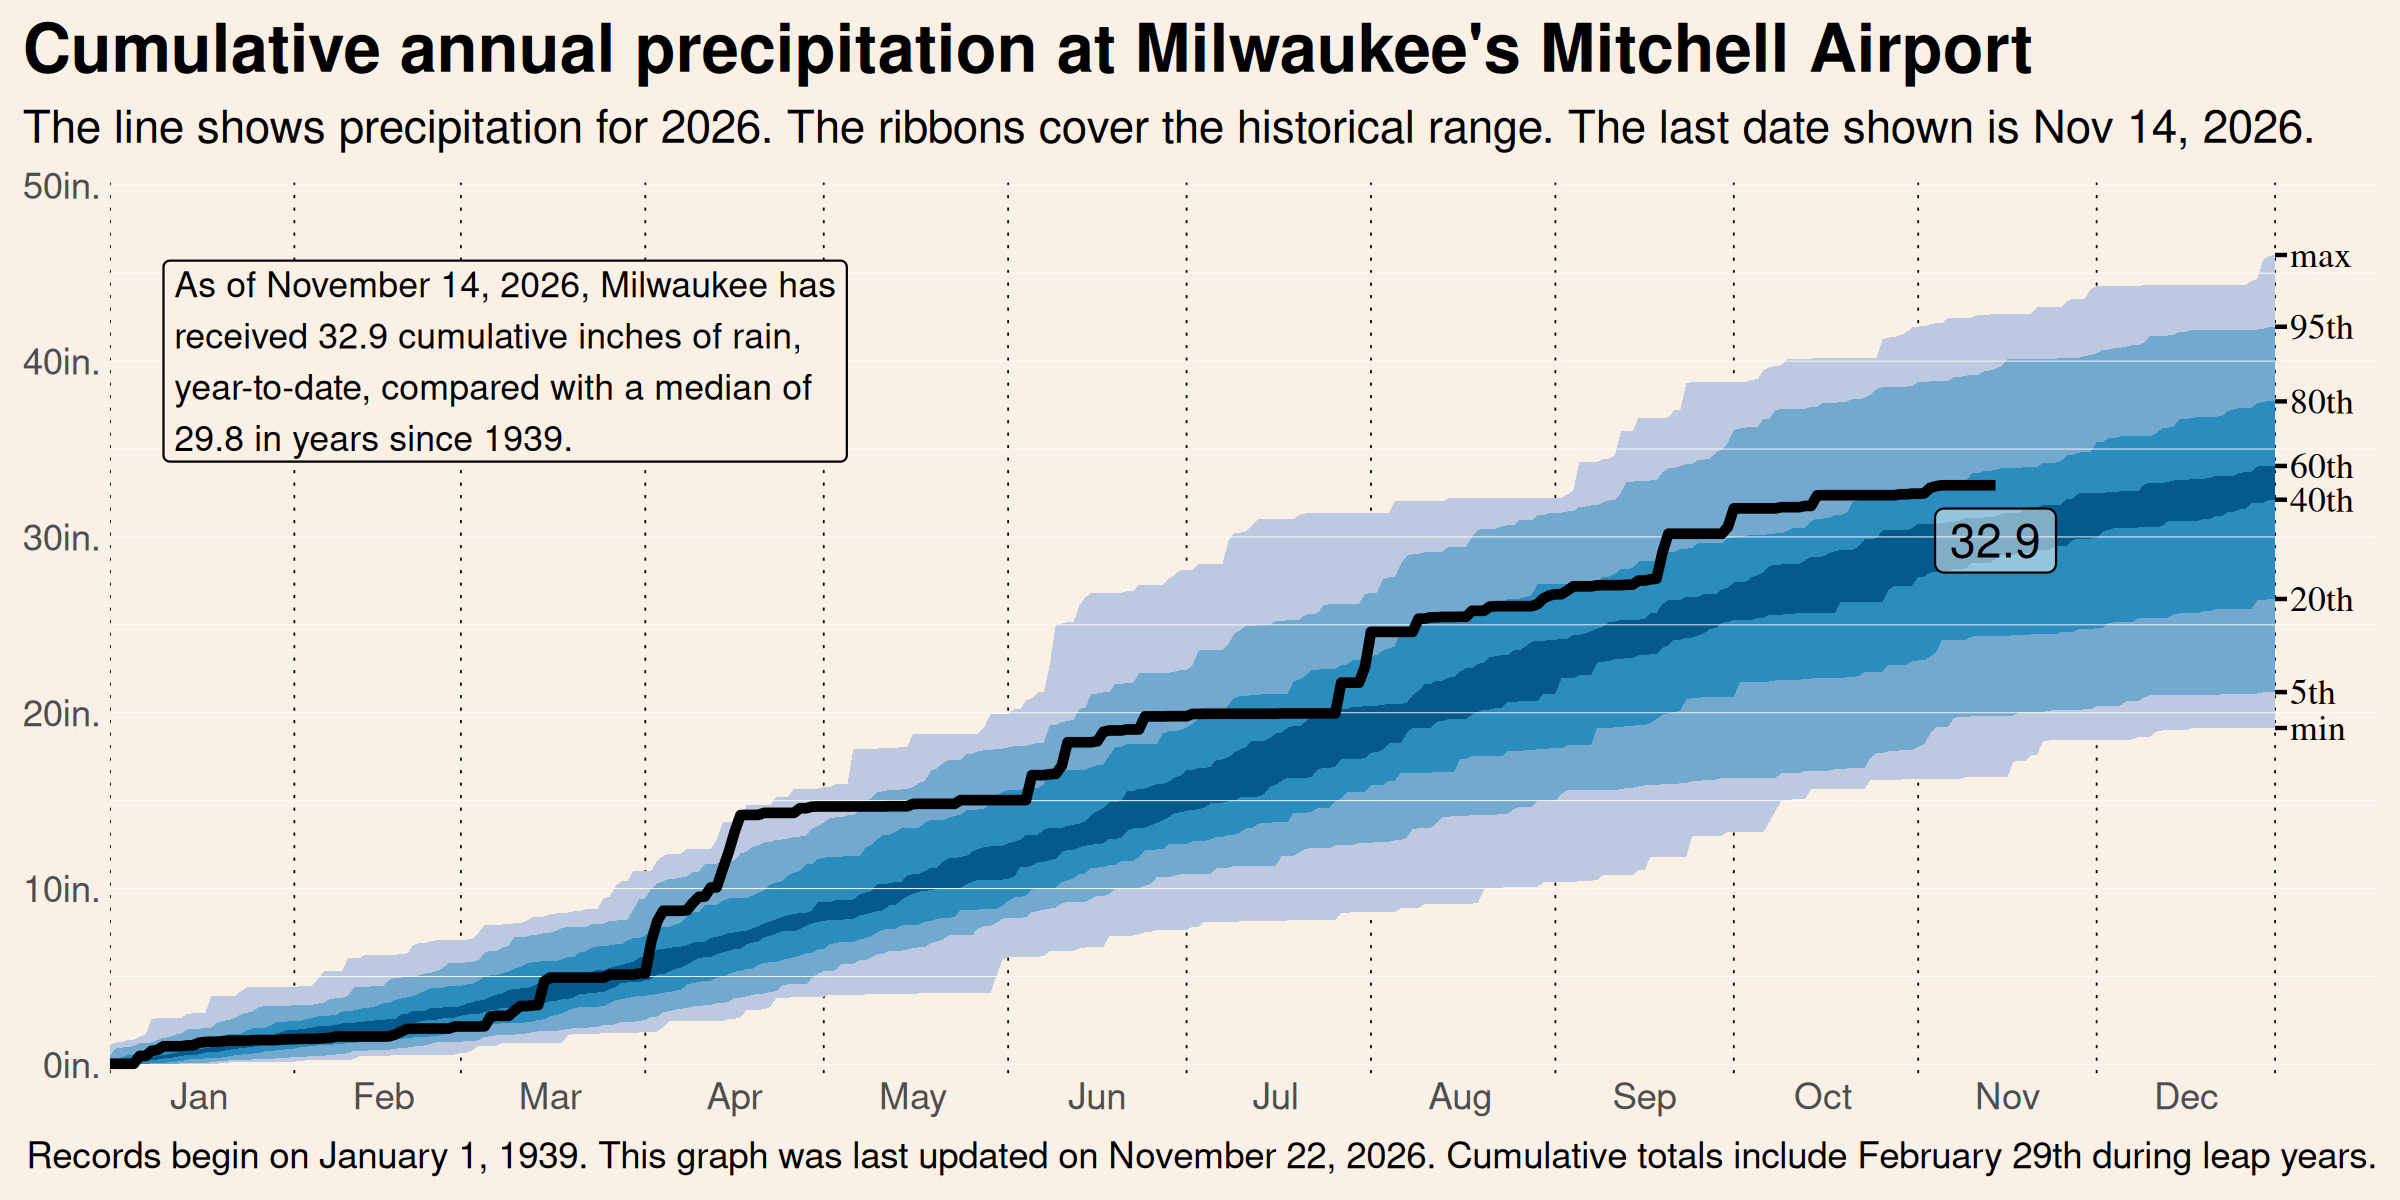 Cumulative annual precipitation at Milwaukee's Mitchell Airport
The line shows precipitation for 2026. The ribbons cover the historical range. The last date shown is Nov 14, 2026.
50in.
40in.
30in.
20in.
10in.
0in.
As of November 14, 2026, Milwaukee has
received 32.9 cumulative inches of rain,
year-to-date, compared with a median of
29.8 in years since 1939.
32.9
max
95th
80th
60th
40th
20th
5th
min
Jan Feb Mar Apr May Jun Jul Aug Sep Oct Nov Dec
Records begin on January 1, 1939. This graph was last updated on November 22, 2026. Cumulative totals include February 29th during leap years.